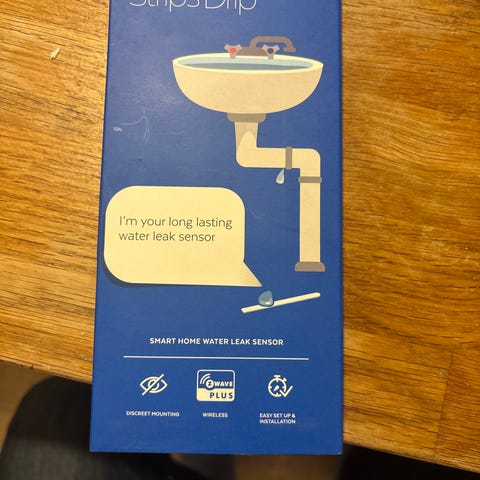 Strips Drip
I'm your long lasting
water leak sensor
SMART HOME WATER LEAK SENSOR
Z WAVE
PLUS
DISCREET MOUNTING
WIRELESS
EASY SET UP &
INSTALLATION